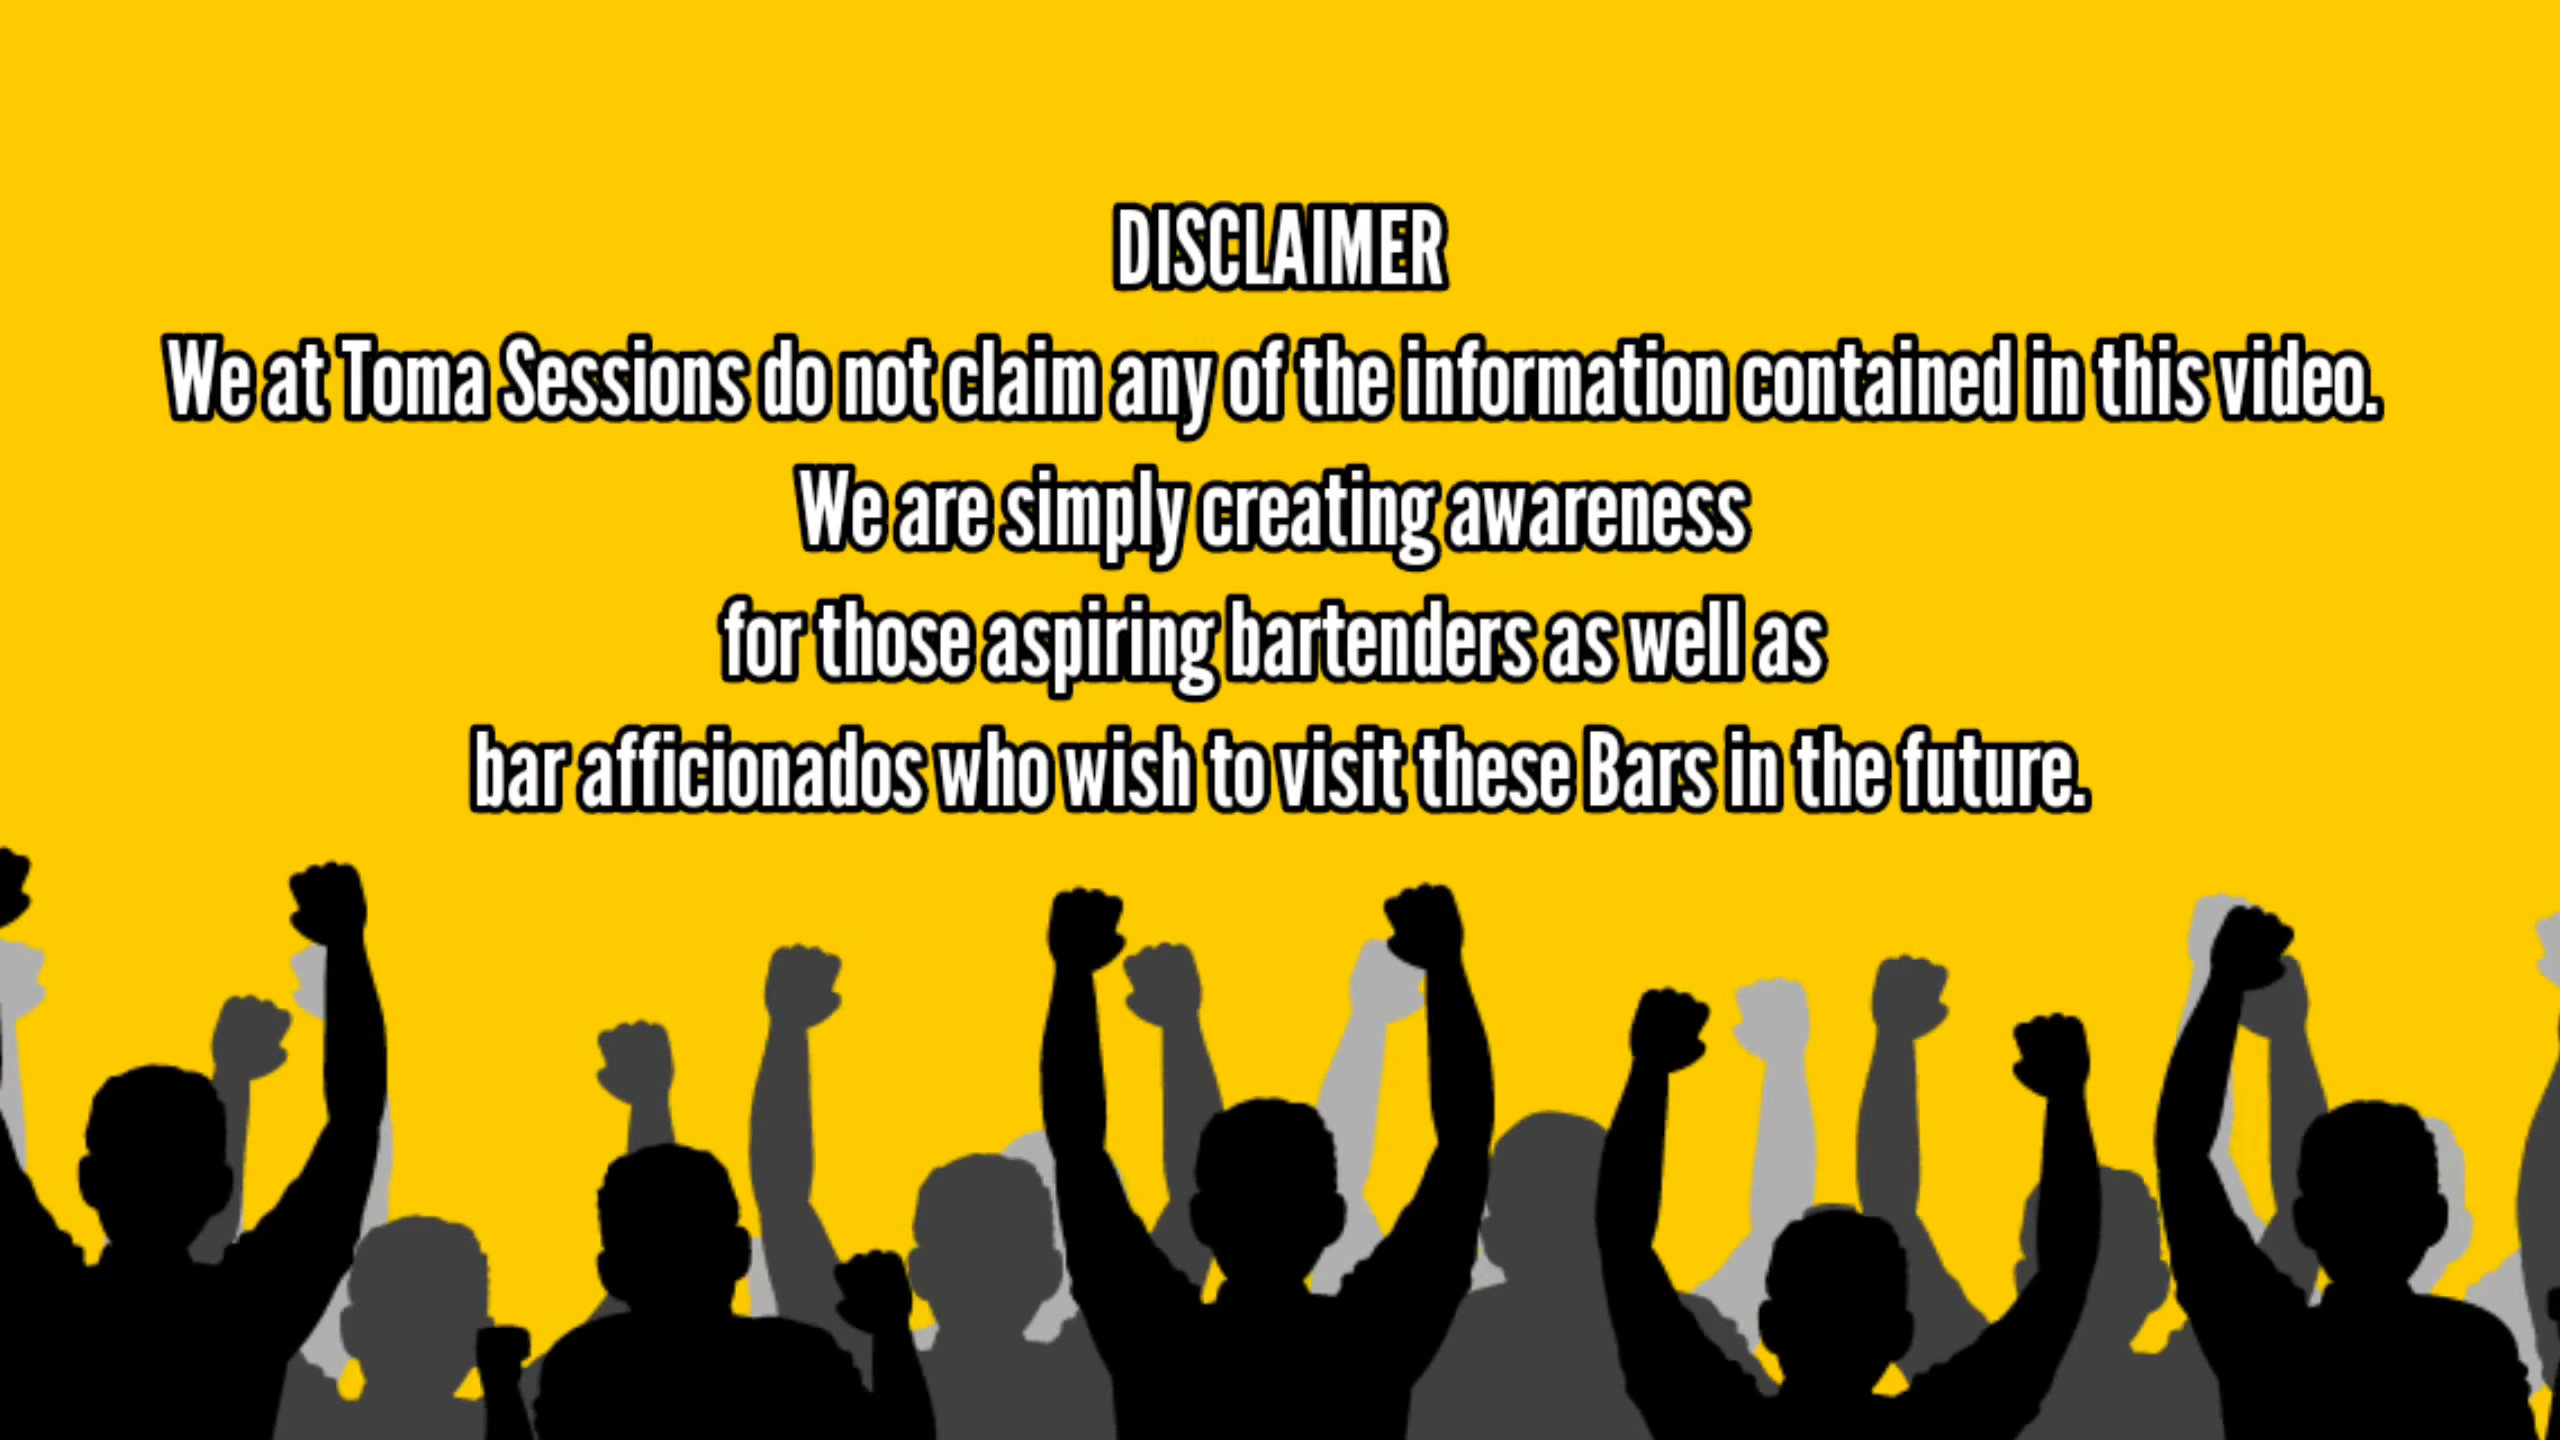 DISCLAIMER
We at Toma Sessions do not claim any of the information contained in this video.
We are simply creating awareness
for those aspiring bartenders as well as
bar afficionados who wish to visit these Bars in the future.